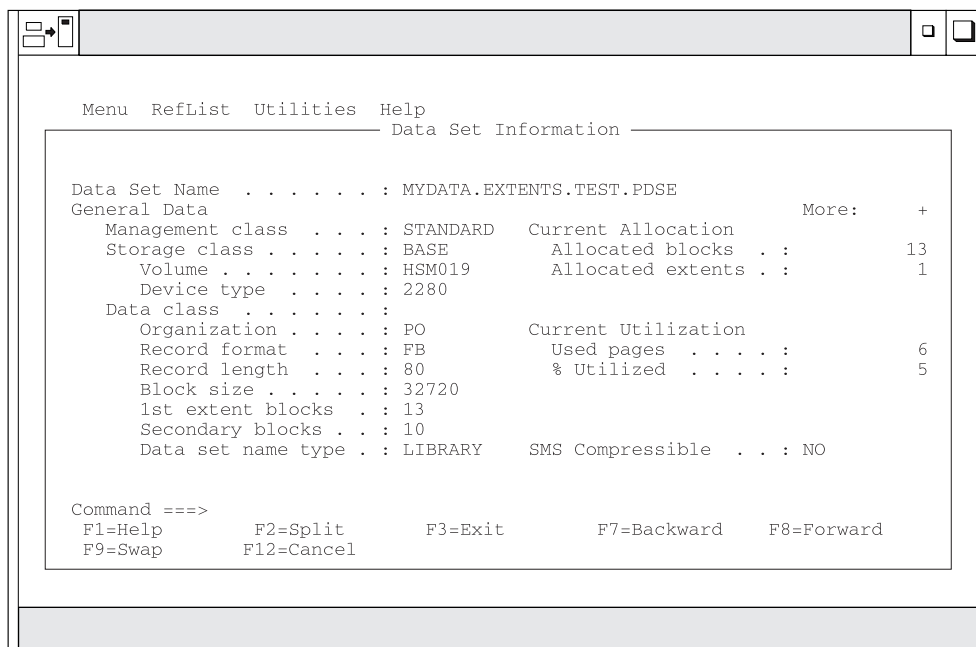 Menu RefList Utilities Help
Data Set Information
Data Set Name . . . . . . : MYDATA.EXTENTS.TEST.PDSE
General Data More: +
Management class . . . : STANDARD Current Allocation
Storage class . . . . . : BASE Allocated blocks . : 13
Volume . . . . . . . : HSM019 Allocated extents . : 1
Device type . . . . : 2280
Data class . . . . . . :
Organization . . . . : PO Current Utilization
Record format . . . : FB Used pages . . . . : 6
Record length . . . : 80 % Utilized . . . . : 5
Block size . . . . . : 32720
1st extent blocks . : 13
Secondary blocks . . : 10
Data set name type . : LIBRARY SMS Compressible . . : NO
Command ===>
F1=Help F2=Split F3=Exit F7=Backward F8=Forward
F9=Swap F12=Cancel